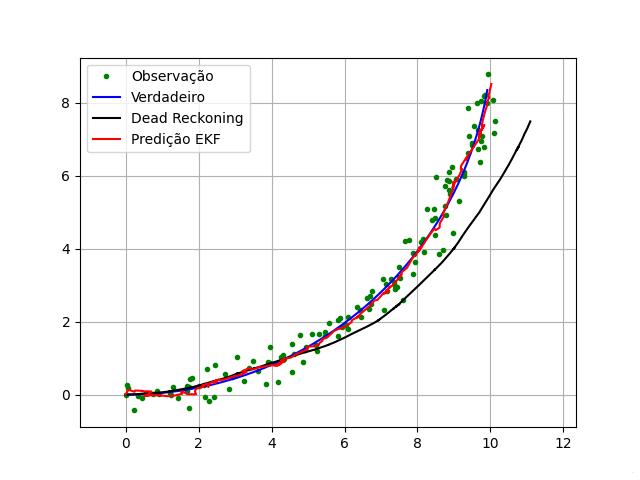 Observação
Verdadeiro
Dead Reckoning
Predição EKF
8
6
4
2
0
0 2 4 6 8 10 12